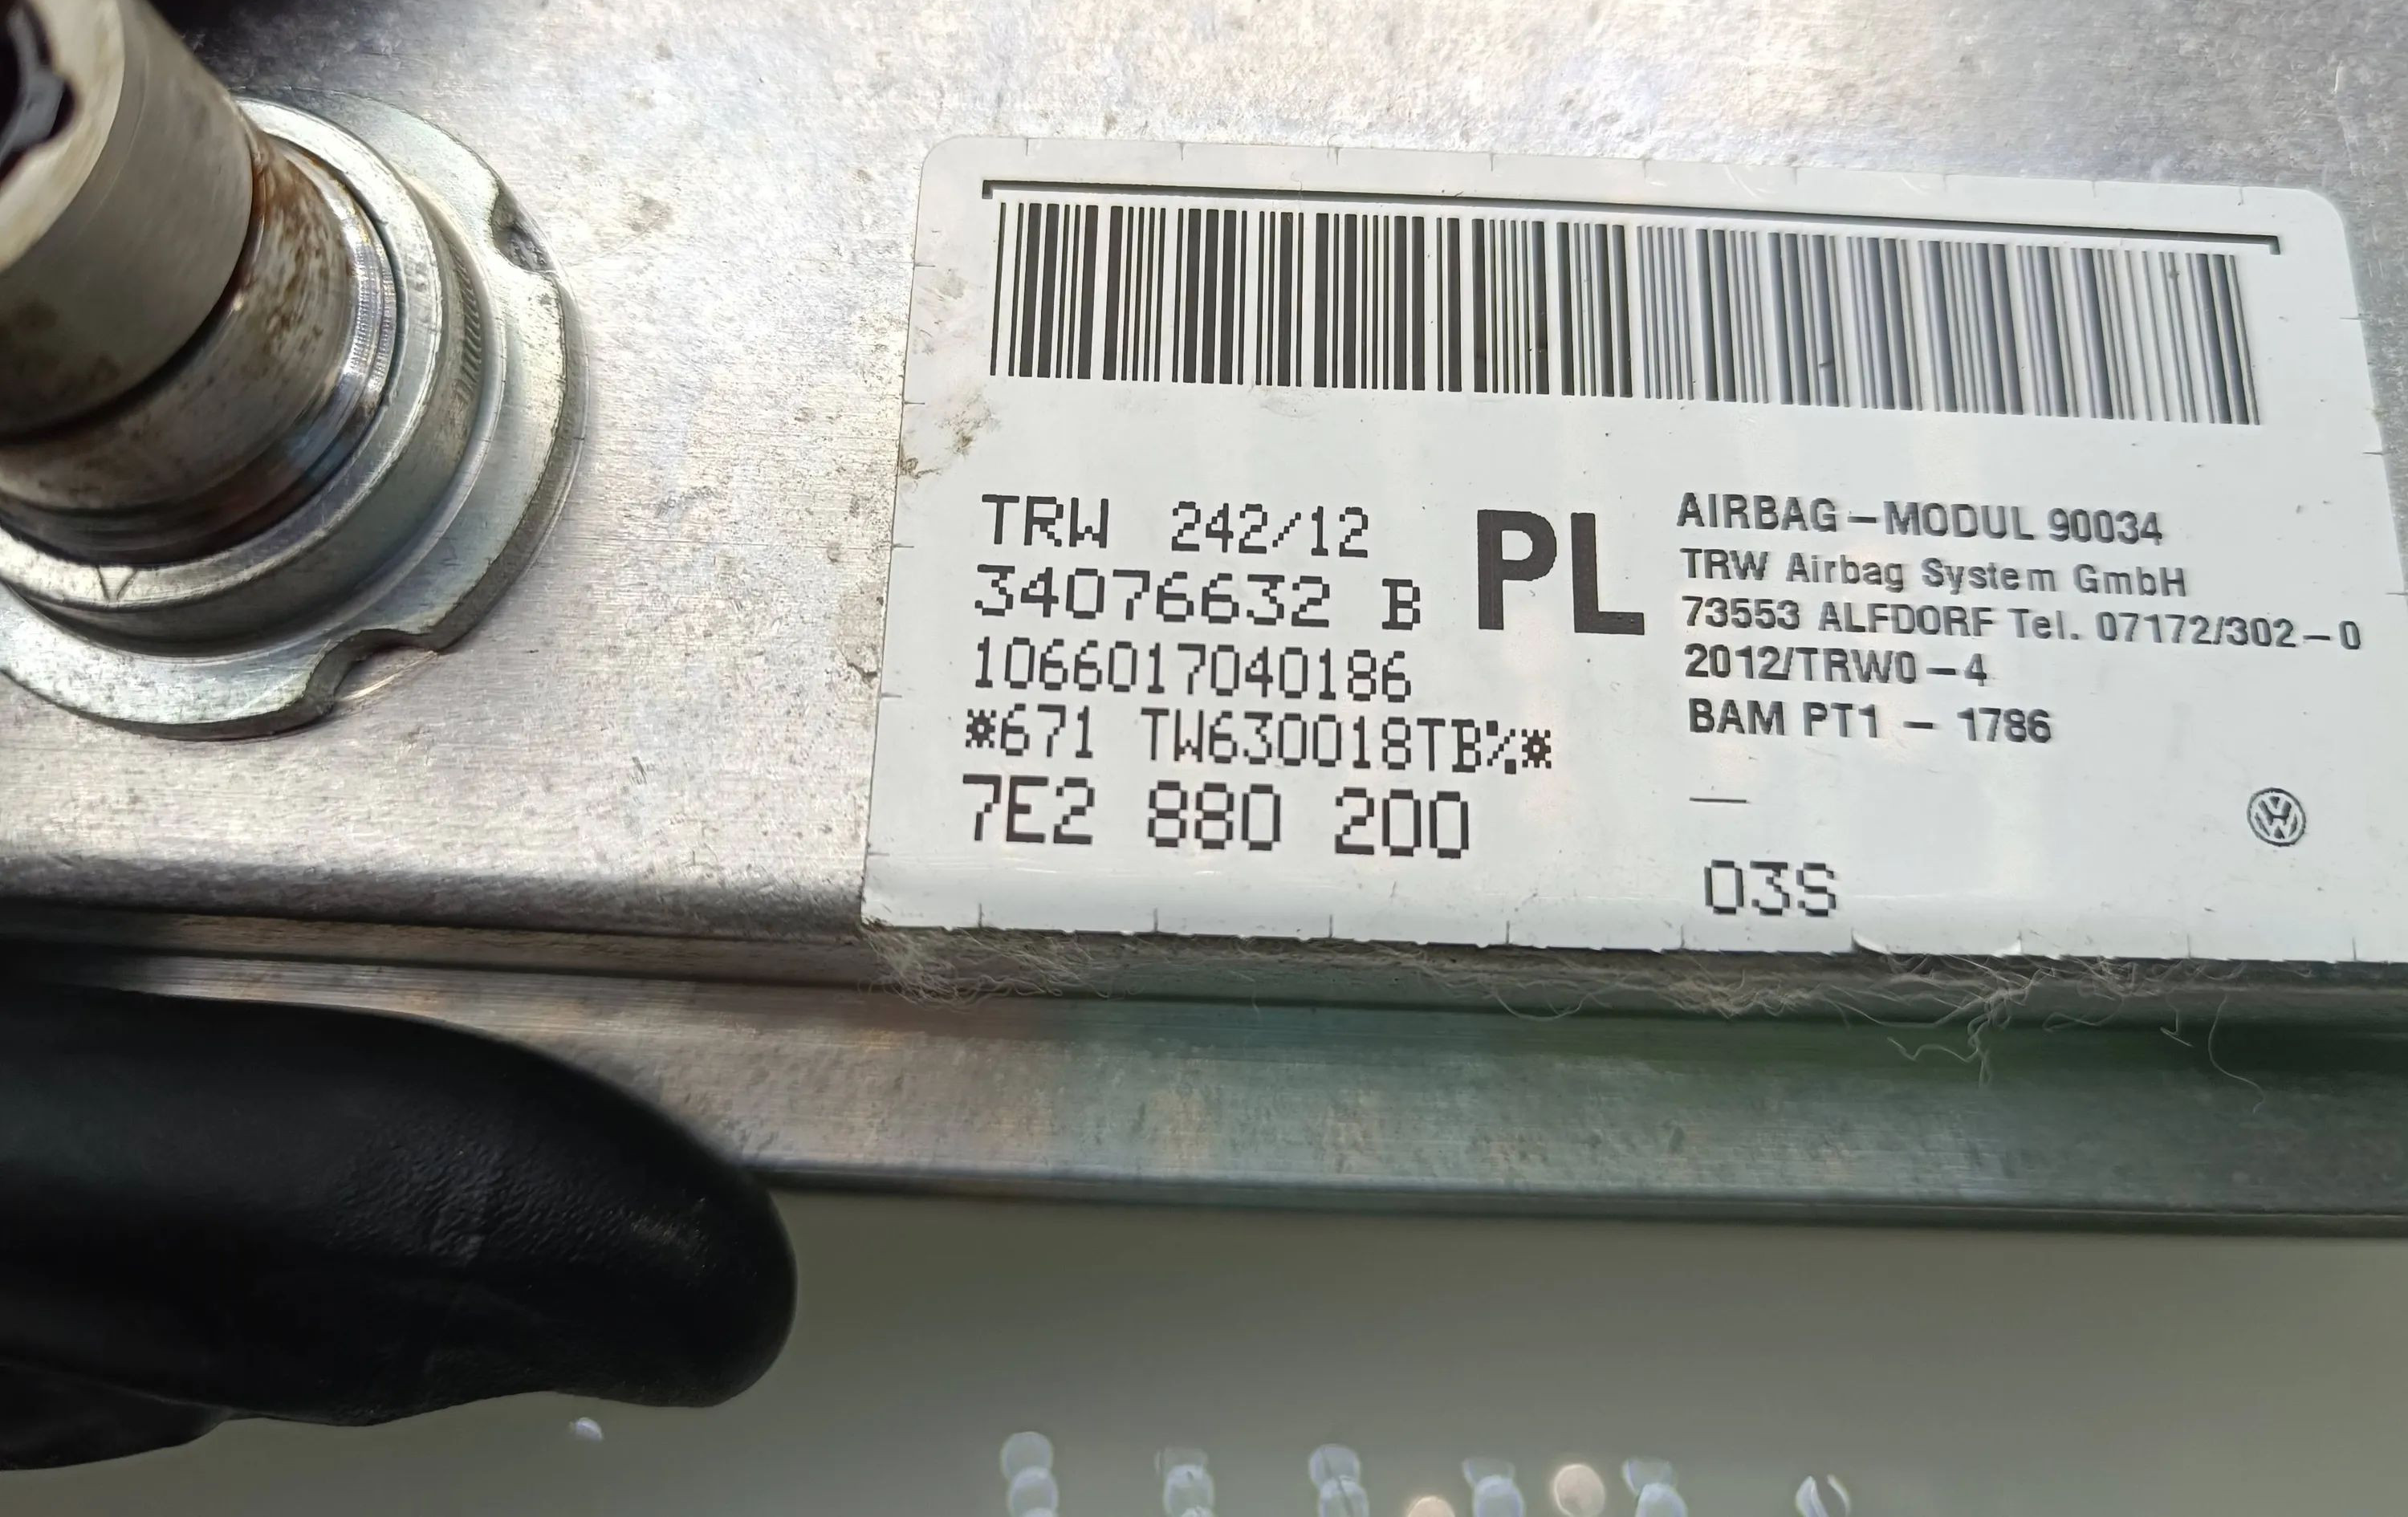 TRW 242/12
34076632 B
1066017040186
*671 TW630018TB%*
7E2 880 200
PL
AIRBAG-MODUL 90034
TRW Airbag System GmbH
73553 ALFDORF Tel. 07172/302-0
2012/TRW0-4
BAM PT1 - 1786
—
03S